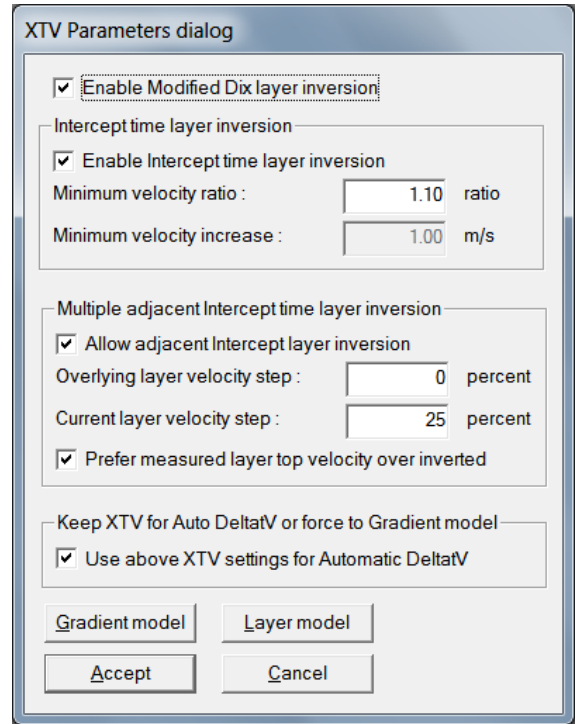 XTV Parameters dialog
Enable Modified Dix layer inversion
Intercept time layer inversion
Enable Intercept time layer inversion
Minimum velocity ratio : 1.10 ratio
Minimum velocity increase : 1.00 m/s
Multiple adjacent Intercept time layer inversion
Allow adjacent Intercept layer inversion
Overlying layer velocity step : 0 percent
Current layer velocity step : 25 percent
Prefer measured layer top velocity over inverted
Keep XTV for Auto DeltatV or force to Gradient model
Use above XTV settings for Automatic DeltatV
Gradient model Layer model
Accept Cancel